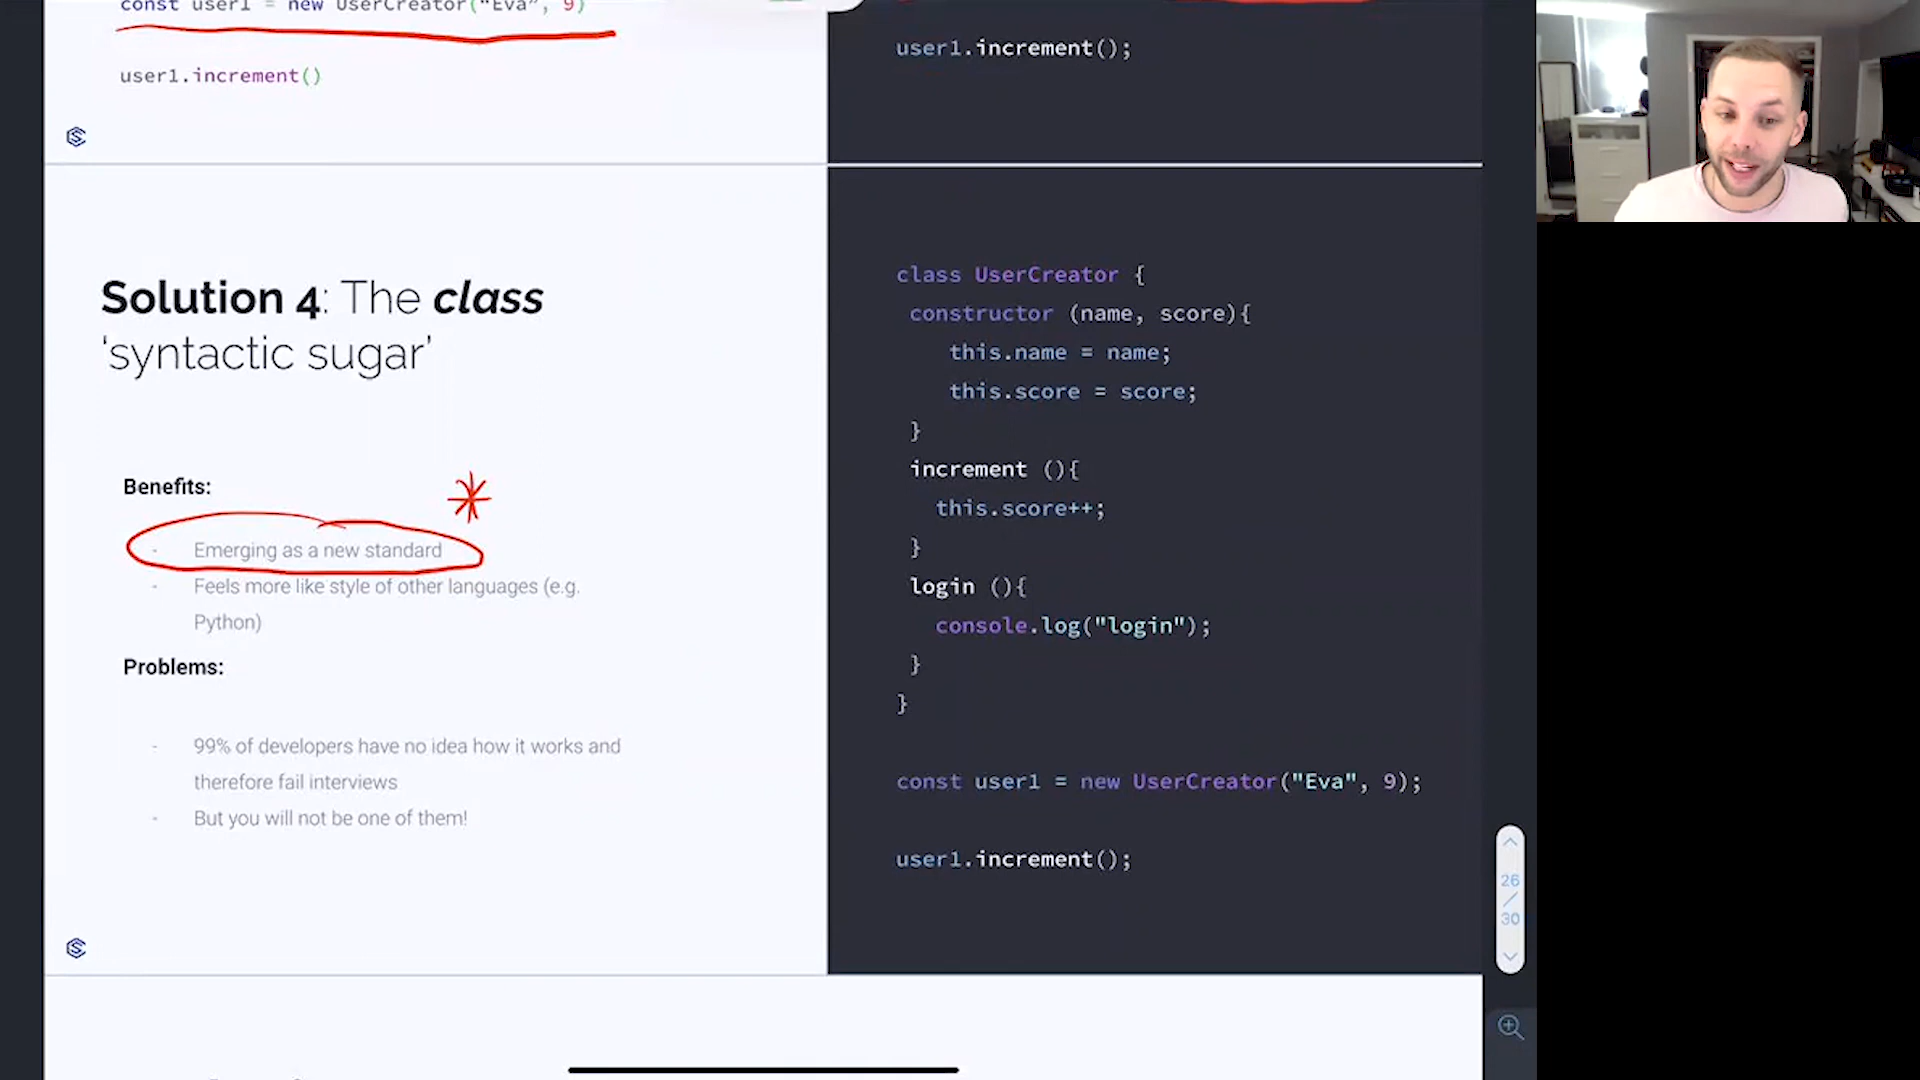 const user1 = new UserCreator("Eva", 9)
user1.increment()
user1.increment();
Solution 4: The class
'syntactic sugar'
Benefits:
- Emerging as a new standard
- Feels more like style of other languages (e.g.
Python)
Problems:
- 99% of developers have no idea how it works and
therefore fail interviews
- But you will not be one of them!
class UserCreator {
constructor (name, score){
this.name = name;
this.score = score;
}
increment (){
this.score++;
}
login (){
console.log("login");
}
}
const user1 = new UserCreator("Eva", 9);
user1.increment();
26
/
30